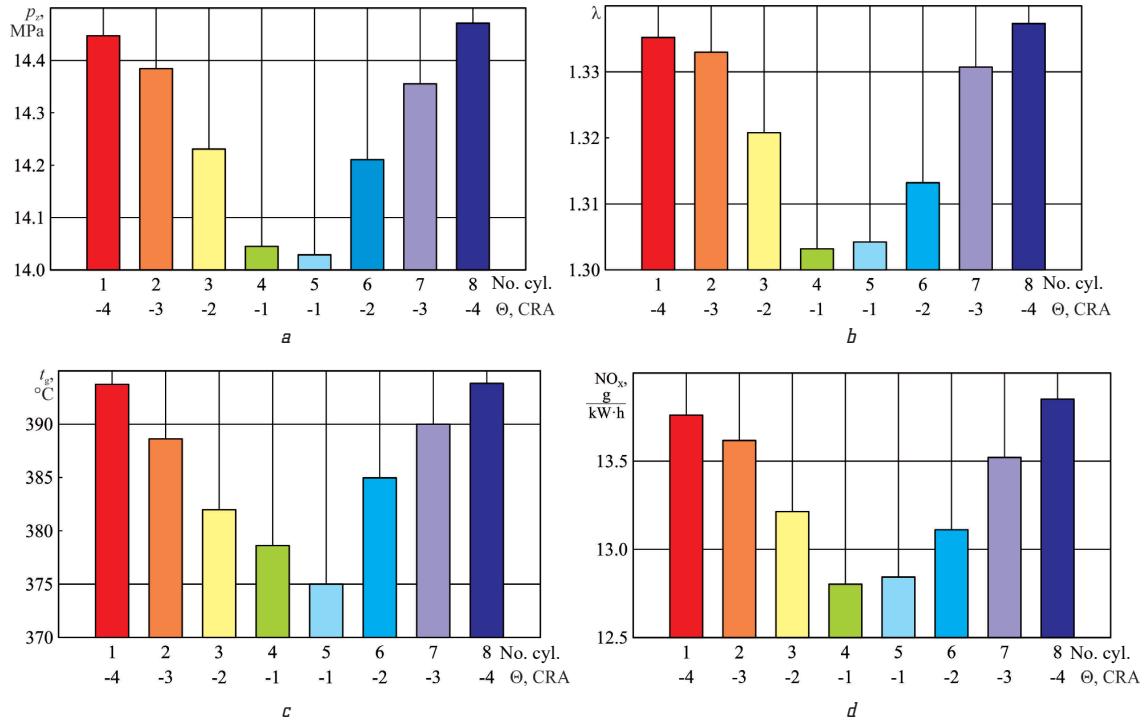 p_z,
MPa
14.4
14.3
14.2
14.1
14.0
1 2 3 4 5 6 7 8 No. cyl.
-4 -3 -2 -1 -1 -2 -3 -4 Θ, CRA
a
λ
1.33
1.32
1.31
1.30
1 2 3 4 5 6 7 8 No. cyl.
-4 -3 -2 -1 -1 -2 -3 -4 Θ, CRA
b
t_g,
°C
390
385
380
375
370
1 2 3 4 5 6 7 8 No. cyl.
-4 -3 -2 -1 -1 -2 -3 -4 Θ, CRA
c
NOₓ,
g
kW·h
13.5
13.0
12.5
1 2 3 4 5 6 7 8 No. cyl.
-4 -3 -2 -1 -1 -2 -3 -4 Θ, CRA
d